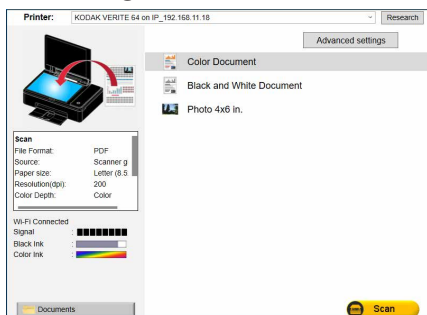 Printer: KODAK VERITE 64 on IP_192.168.11.18 Research
Advanced settings
Color Document
Black and White Document
Photo 4x6 in.
Scan
File Format: PDF
Source: Scanner g
Paper size: Letter (8.5
Resolution(dpi): 200
Color Depth: Color
Wi-Fi Connected
Signal :
Black Ink :
Color Ink :
Documents
Scan